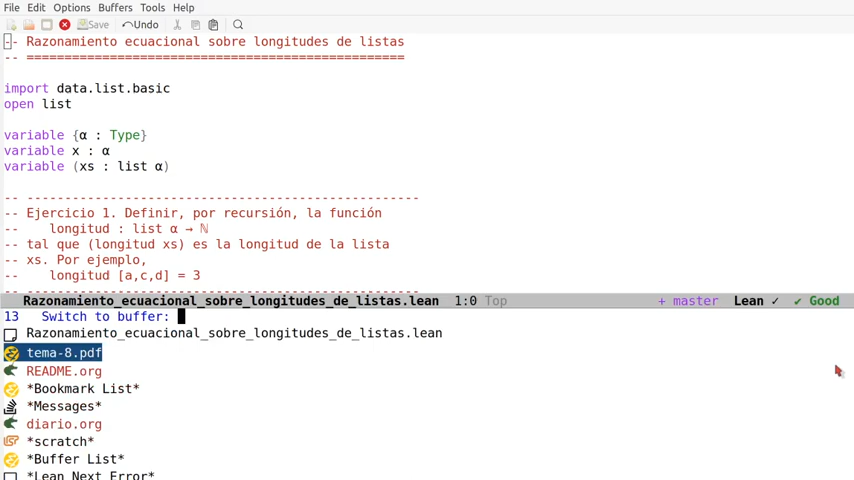 File Edit Options Buffers Tools Help
Save Undo
-- Razonamiento ecuacional sobre longitudes de listas
-- ==================================================
import data.list.basic
open list
variable {α : Type}
variable x : α
variable (xs : list α)
-- ----------------------------------------------------
-- Ejercicio 1. Definir, por recursión, la función
--    longitud : list α → ℕ
-- tal que (longitud xs) es la longitud de la lista
-- xs. Por ejemplo,
--    longitud [a,c,d] = 3
-- ----------------------------------------------------
Razonamiento_ecuacional_sobre_longitudes_de_listas.lean 1:0 Top + master Lean ✓ ✔ Good
13 Switch to buffer:
Razonamiento_ecuacional_sobre_longitudes_de_listas.lean
tema-8.pdf
README.org
*Bookmark List*
*Messages*
diario.org
*scratch*
*Buffer List*
*Lean Next Error*